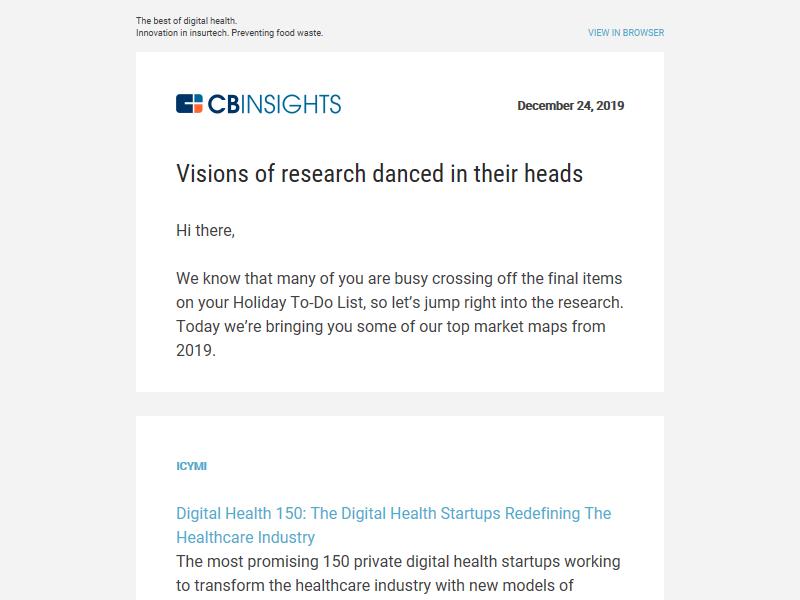 The best of digital health.
Innovation in insurtech. Preventing food waste.
VIEW IN BROWSER
CBINSIGHTS
December 24, 2019
Visions of research danced in their heads
Hi there,
We know that many of you are busy crossing off the final items
on your Holiday To-Do List, so let’s jump right into the research.
Today we’re bringing you some of our top market maps from
2019.
ICYMI
Digital Health 150: The Digital Health Startups Redefining The
Healthcare Industry
The most promising 150 private digital health startups working
to transform the healthcare industry with new models of